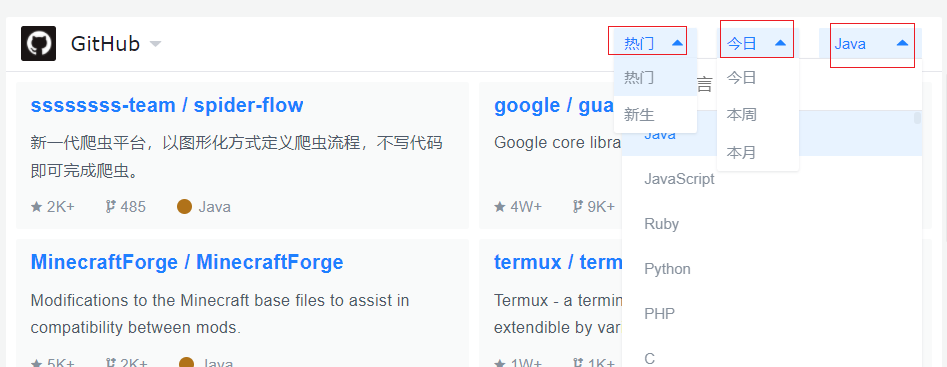 GitHub
热门
今日
Java
热门
新生
今日
本周
本月
言
Java
JavaScript
Ruby
Python
PHP
C
ssssssss-team / spider-flow
新一代爬虫平台，以图形化方式定义爬虫流程，不写代码
即可完成爬虫。
2K+ 485 Java
google / gua
Google core libra
4W+ 9K+
MinecraftForge / MinecraftForge
Modifications to the Minecraft base files to assist in
compatibility between mods.
5K+ 2K+ Java
termux / term
Termux - a termin
extendible by var
1W+ 1K+